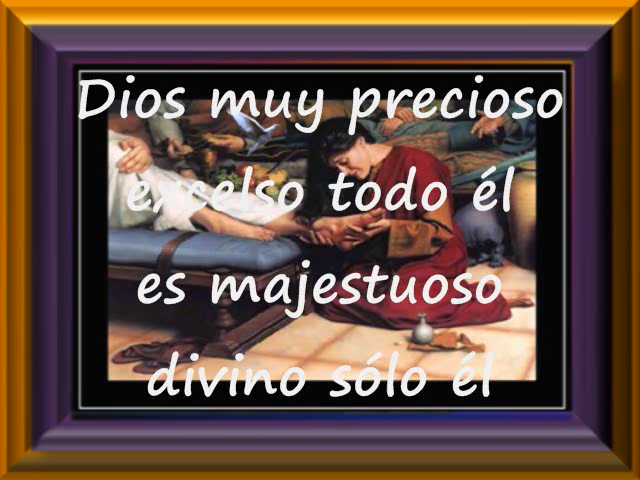 Dios muy precioso
excelso todo él
es majestuoso
divino sólo él